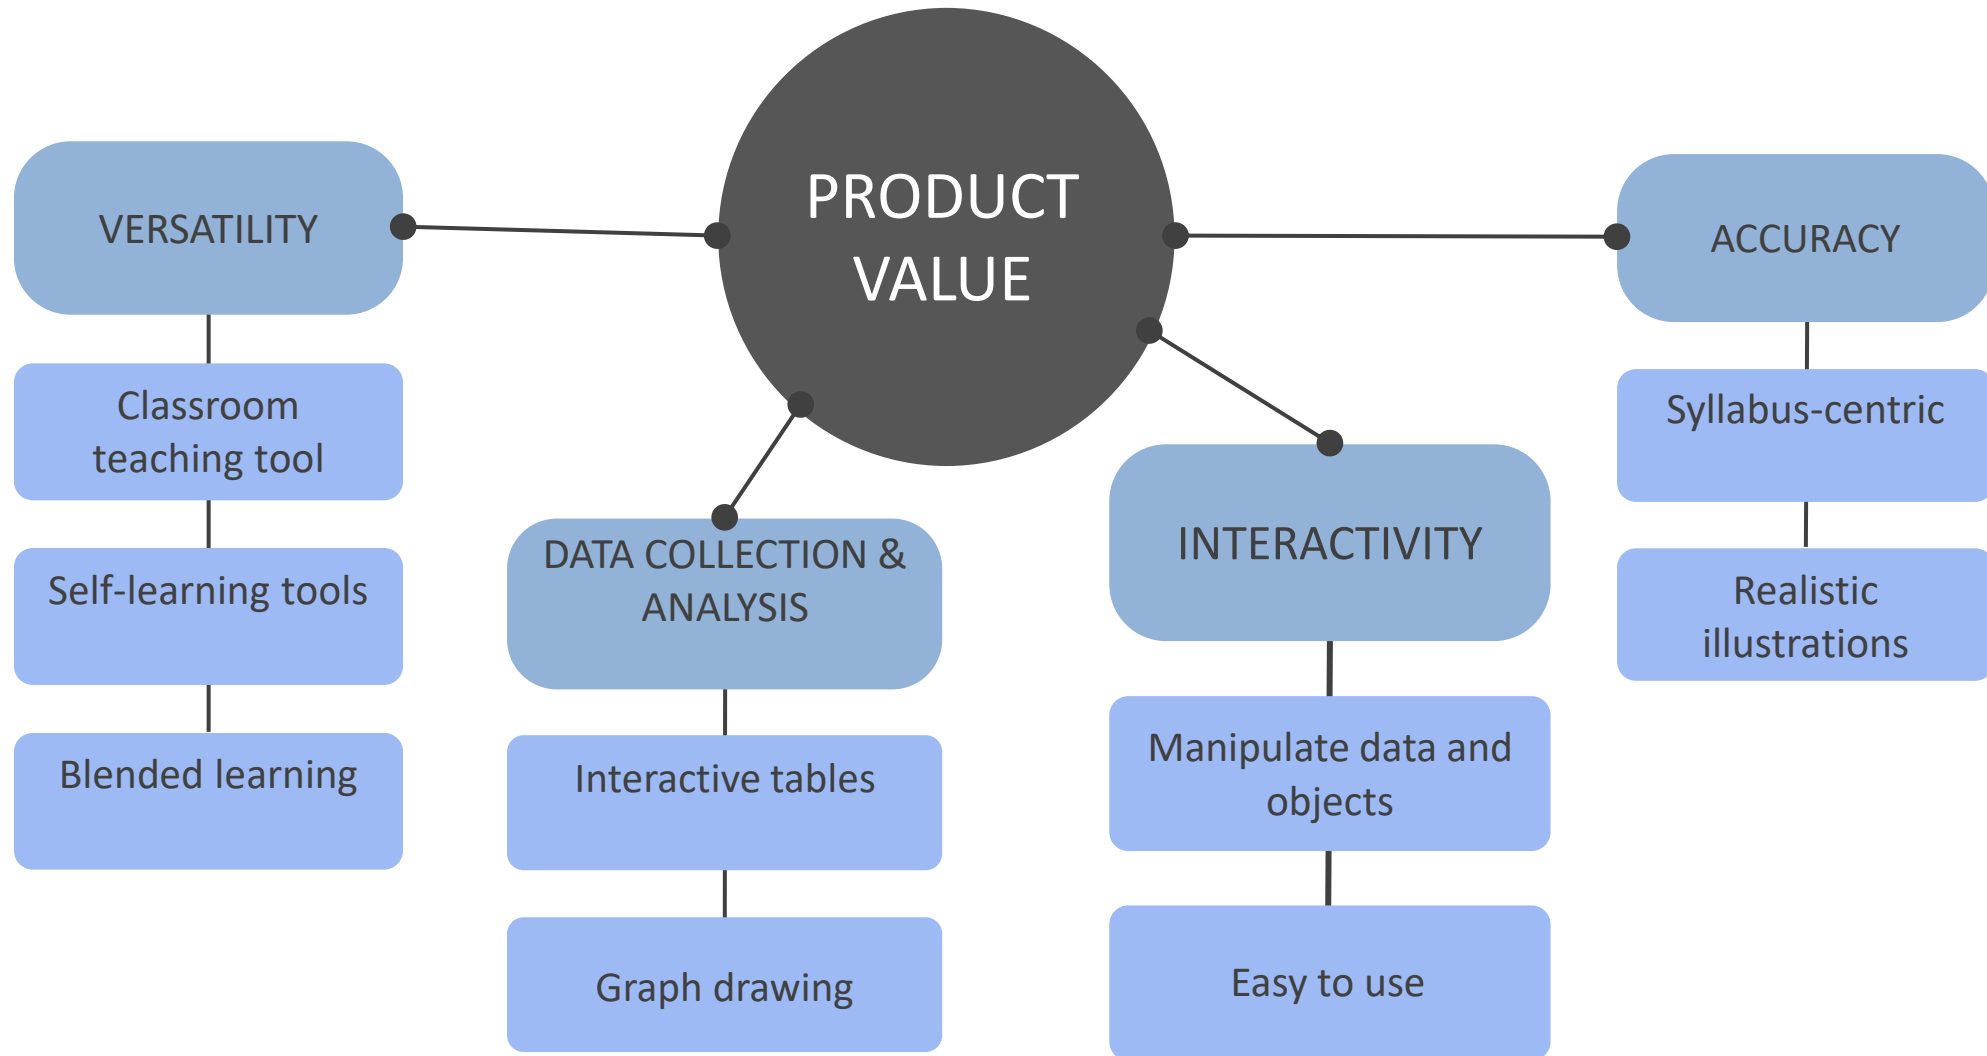 PRODUCT
VALUE
VERSATILITY
Classroom
teaching tool
Self-learning tools
Blended learning
DATA COLLECTION &
ANALYSIS
Interactive tables
Graph drawing
INTERACTIVITY
Manipulate data and
objects
Easy to use
ACCURACY
Syllabus-centric
Realistic
illustrations